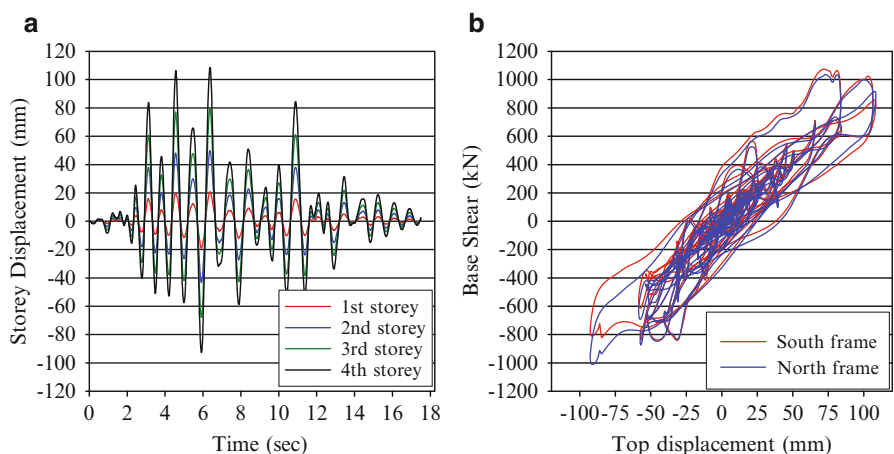 a
120
100
80
60
40
20
0
-20
-40
-60
-80
-100
-120
Storey Displacement (mm)
1st storey
2nd storey
3rd storey
4th storey
0 2 4 6 8 10 12 14 16 18
Time (sec)
b
1200
1000
800
600
400
200
0
-200
-400
-600
-800
-1000
-1200
Base Shear (kN)
South frame
North frame
-100 -75 -50 -25 0 25 50 75 100
Top displacement (mm)